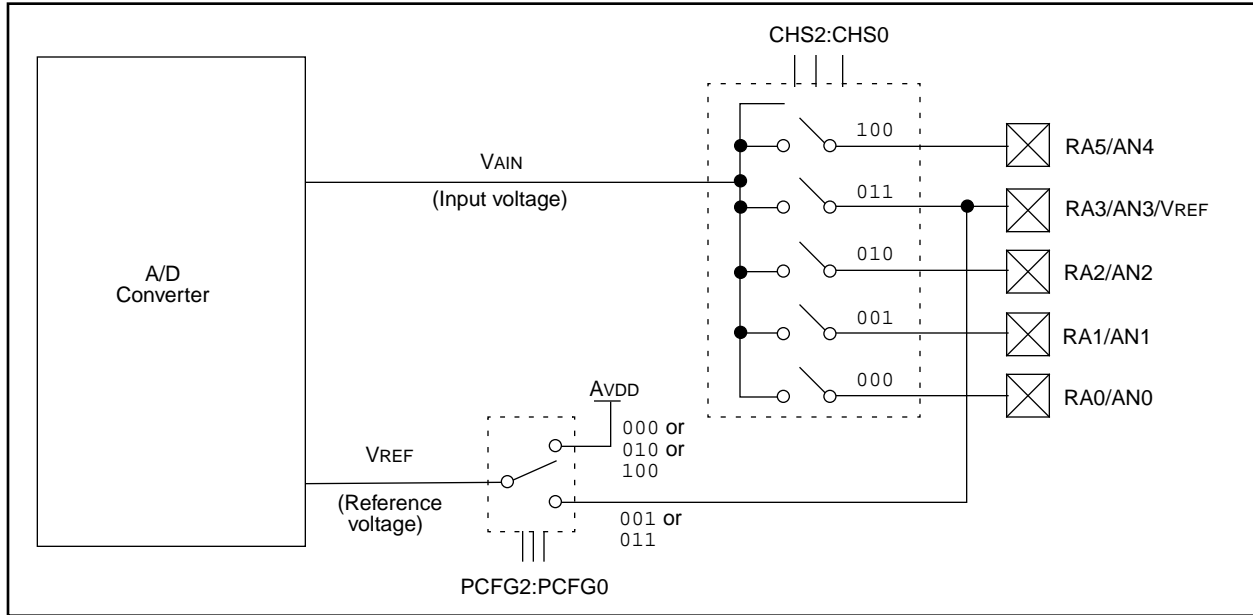 CHS2:CHS0
100
RA5/AN4
VAIN
(Input voltage)
011
RA3/AN3/VREF
A/D
Converter
010
RA2/AN2
001
RA1/AN1
000
RA0/AN0
AVDD
000 or
010 or
100
VREF
(Reference
voltage)
001 or
011
PCFG2:PCFG0